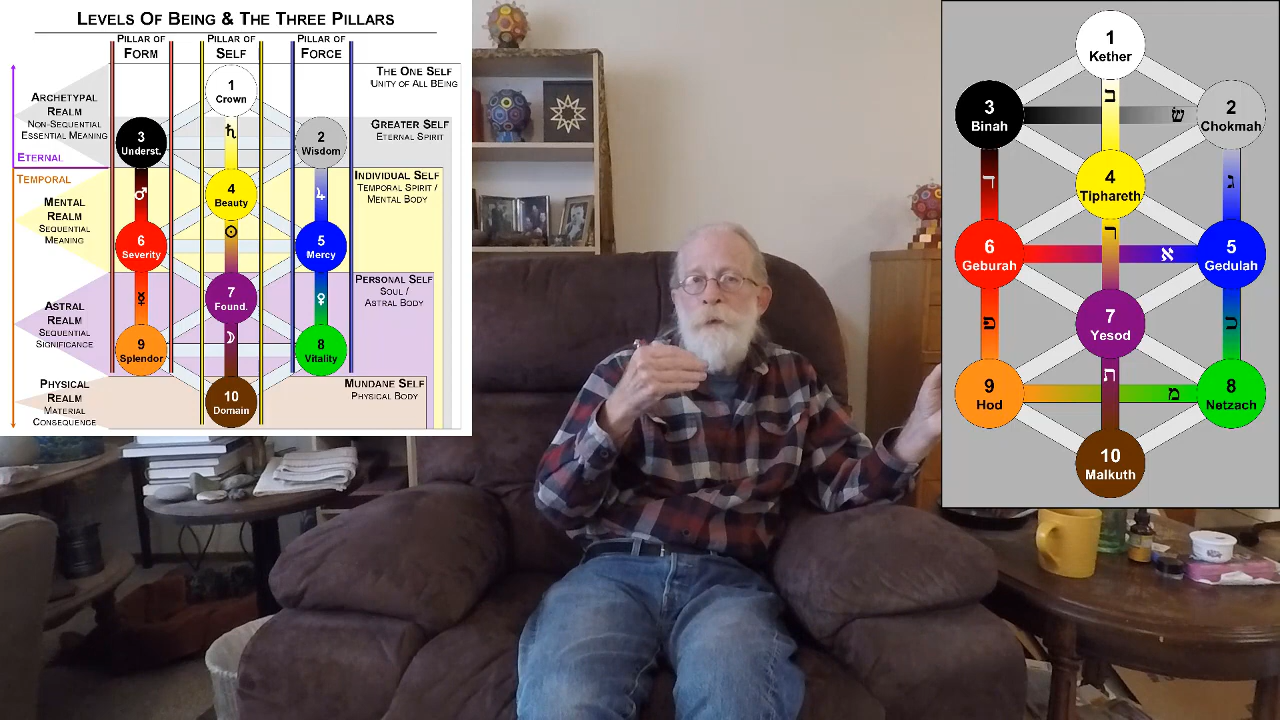 LEVELS OF BEING & THE THREE PILLARS
PILLAR OF
FORM
PILLAR OF
SELF
PILLAR OF
FORCE
ARCHETYPAL
REALM
NON-SEQUENTIAL
ESSENTIAL MEANING
ETERNAL
TEMPORAL
MENTAL
REALM
SEQUENTIAL
MEANING
ASTRAL
REALM
SEQUENTIAL
SIGNIFICANCE
PHYSICAL
REALM
MATERIAL
CONSEQUENCE
1
Crown
♄
3
Underst.
2
Wisdom
♂
4
Beauty
♃
☉
6
Severity
5
Mercy
☿
7
Found.
♀
☽
9
Splendor
8
Vitality
10
Domain
THE ONE SELF
UNITY OF ALL BEING
GREATER SELF
ETERNAL SPIRIT
INDIVIDUAL SELF
TEMPORAL SPIRIT /
MENTAL BODY
PERSONAL SELF
SOUL /
ASTRAL BODY
MUNDANE SELF
PHYSICAL BODY
1
Kether
ב
3
Binah
ש
2
Chokmah
ד
4
Tiphareth
ג
ר
6
Geburah
א
5
Gedulah
פ
7
Yesod
כ
ת
9
Hod
מ
8
Netzach
10
Malkuth